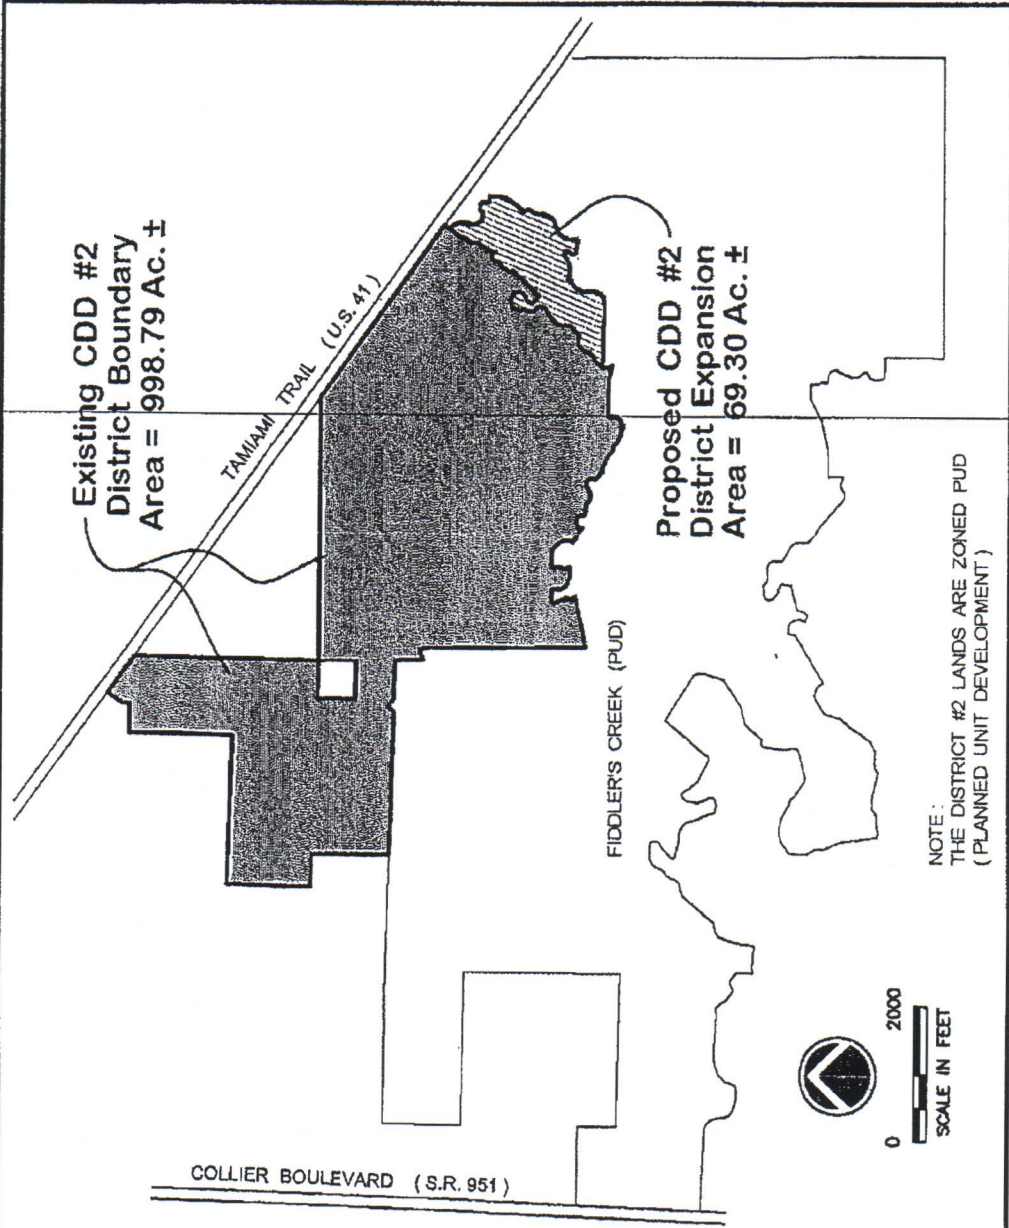 Existing CDD #2
District Boundary
Area = 998.79 Ac. ±
TAMIAMI TRAIL (U.S. 41)
Proposed CDD #2
District Expansion
Area = 69.30 Ac. ±
FIDDLER'S CREEK (PUD)
COLLIER BOULEVARD (S.R. 951)
0 2000
SCALE IN FEET
NOTE:
THE DISTRICT #2 LANDS ARE ZONED PUD
(PLANNED UNIT DEVELOPMENT)